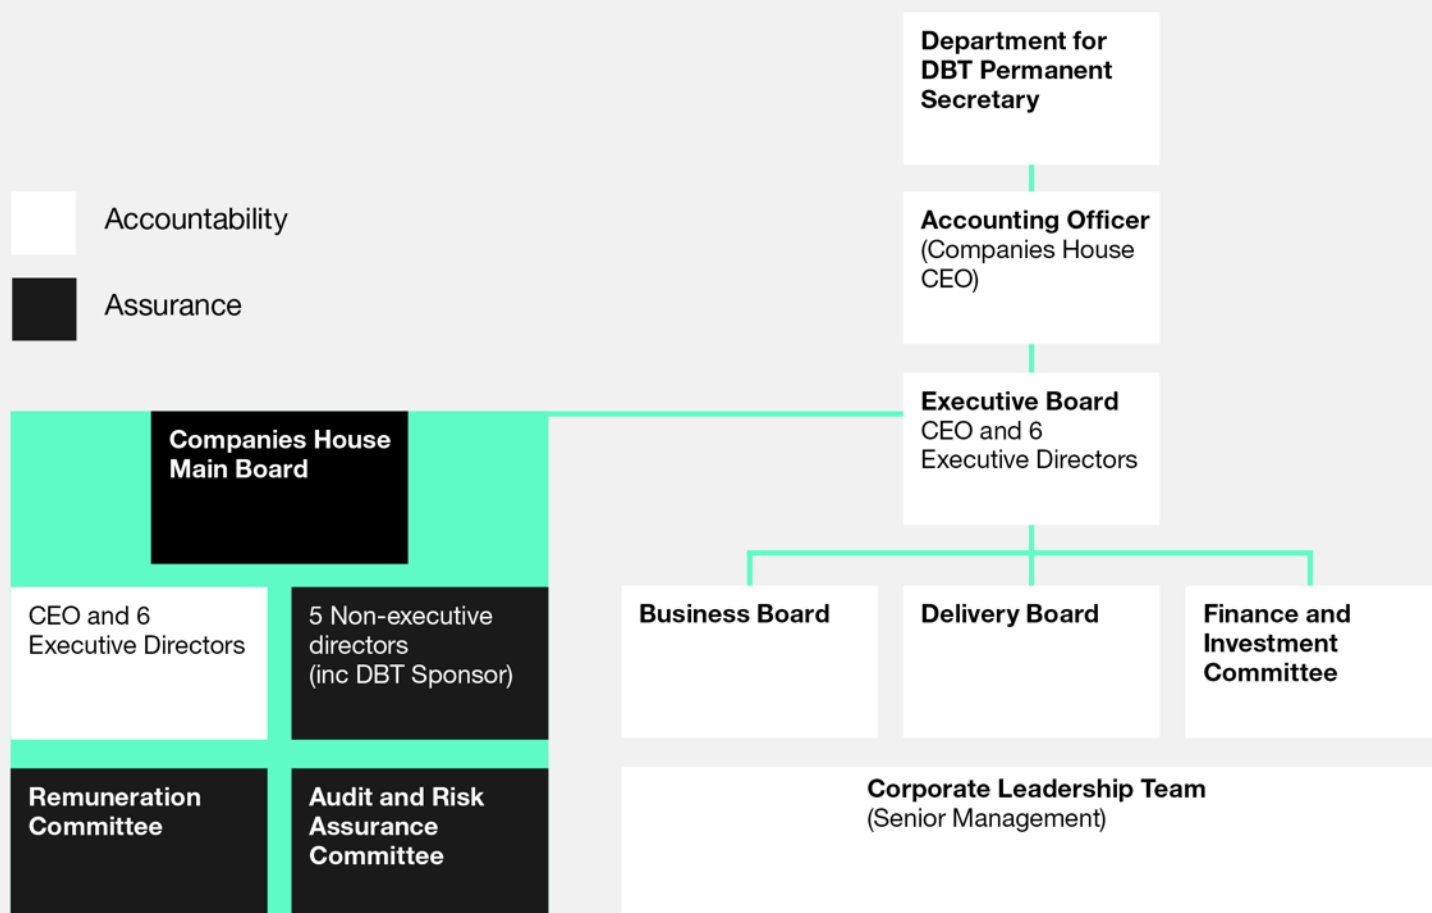 Department for
DBT Permanent
Secretary
Accountability
Accounting Officer
(Companies House
CEO)
Assurance
Executive Board
CEO and 6
Executive Directors
Companies House
Main Board
CEO and 6
Executive Directors
5 Non-executive
directors
(inc DBT Sponsor)
Business Board
Delivery Board
Finance and
Investment
Committee
Remuneration
Committee
Audit and Risk
Assurance
Committee
Corporate Leadership Team
(Senior Management)